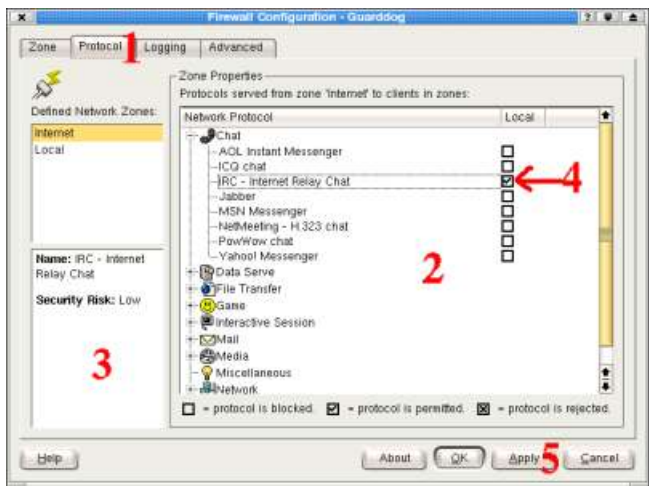 Firewall Configuration - Guarddog
Zone Protocol Logging Advanced
1
Zone Properties
Protocols served from zone 'Internet' to clients in zones:
Defined Network Zones:
Internet
Local
Network Protocol Local
Chat
AOL Instant Messenger
ICQ chat
IRC - Internet Relay Chat
4
Jabber
MSN Messenger
NetMeeting - H.323 chat
PowWow chat
Yahoo! Messenger
2
Data Serve
File Transfer
Game
Interactive Session
Mail
Media
Miscellaneous
Network
Name: IRC - Internet
Relay Chat
Security Risk: Low
3
= protocol is blocked. = protocol is permitted. = protocol is rejected.
Help About OK Apply 5 Cancel